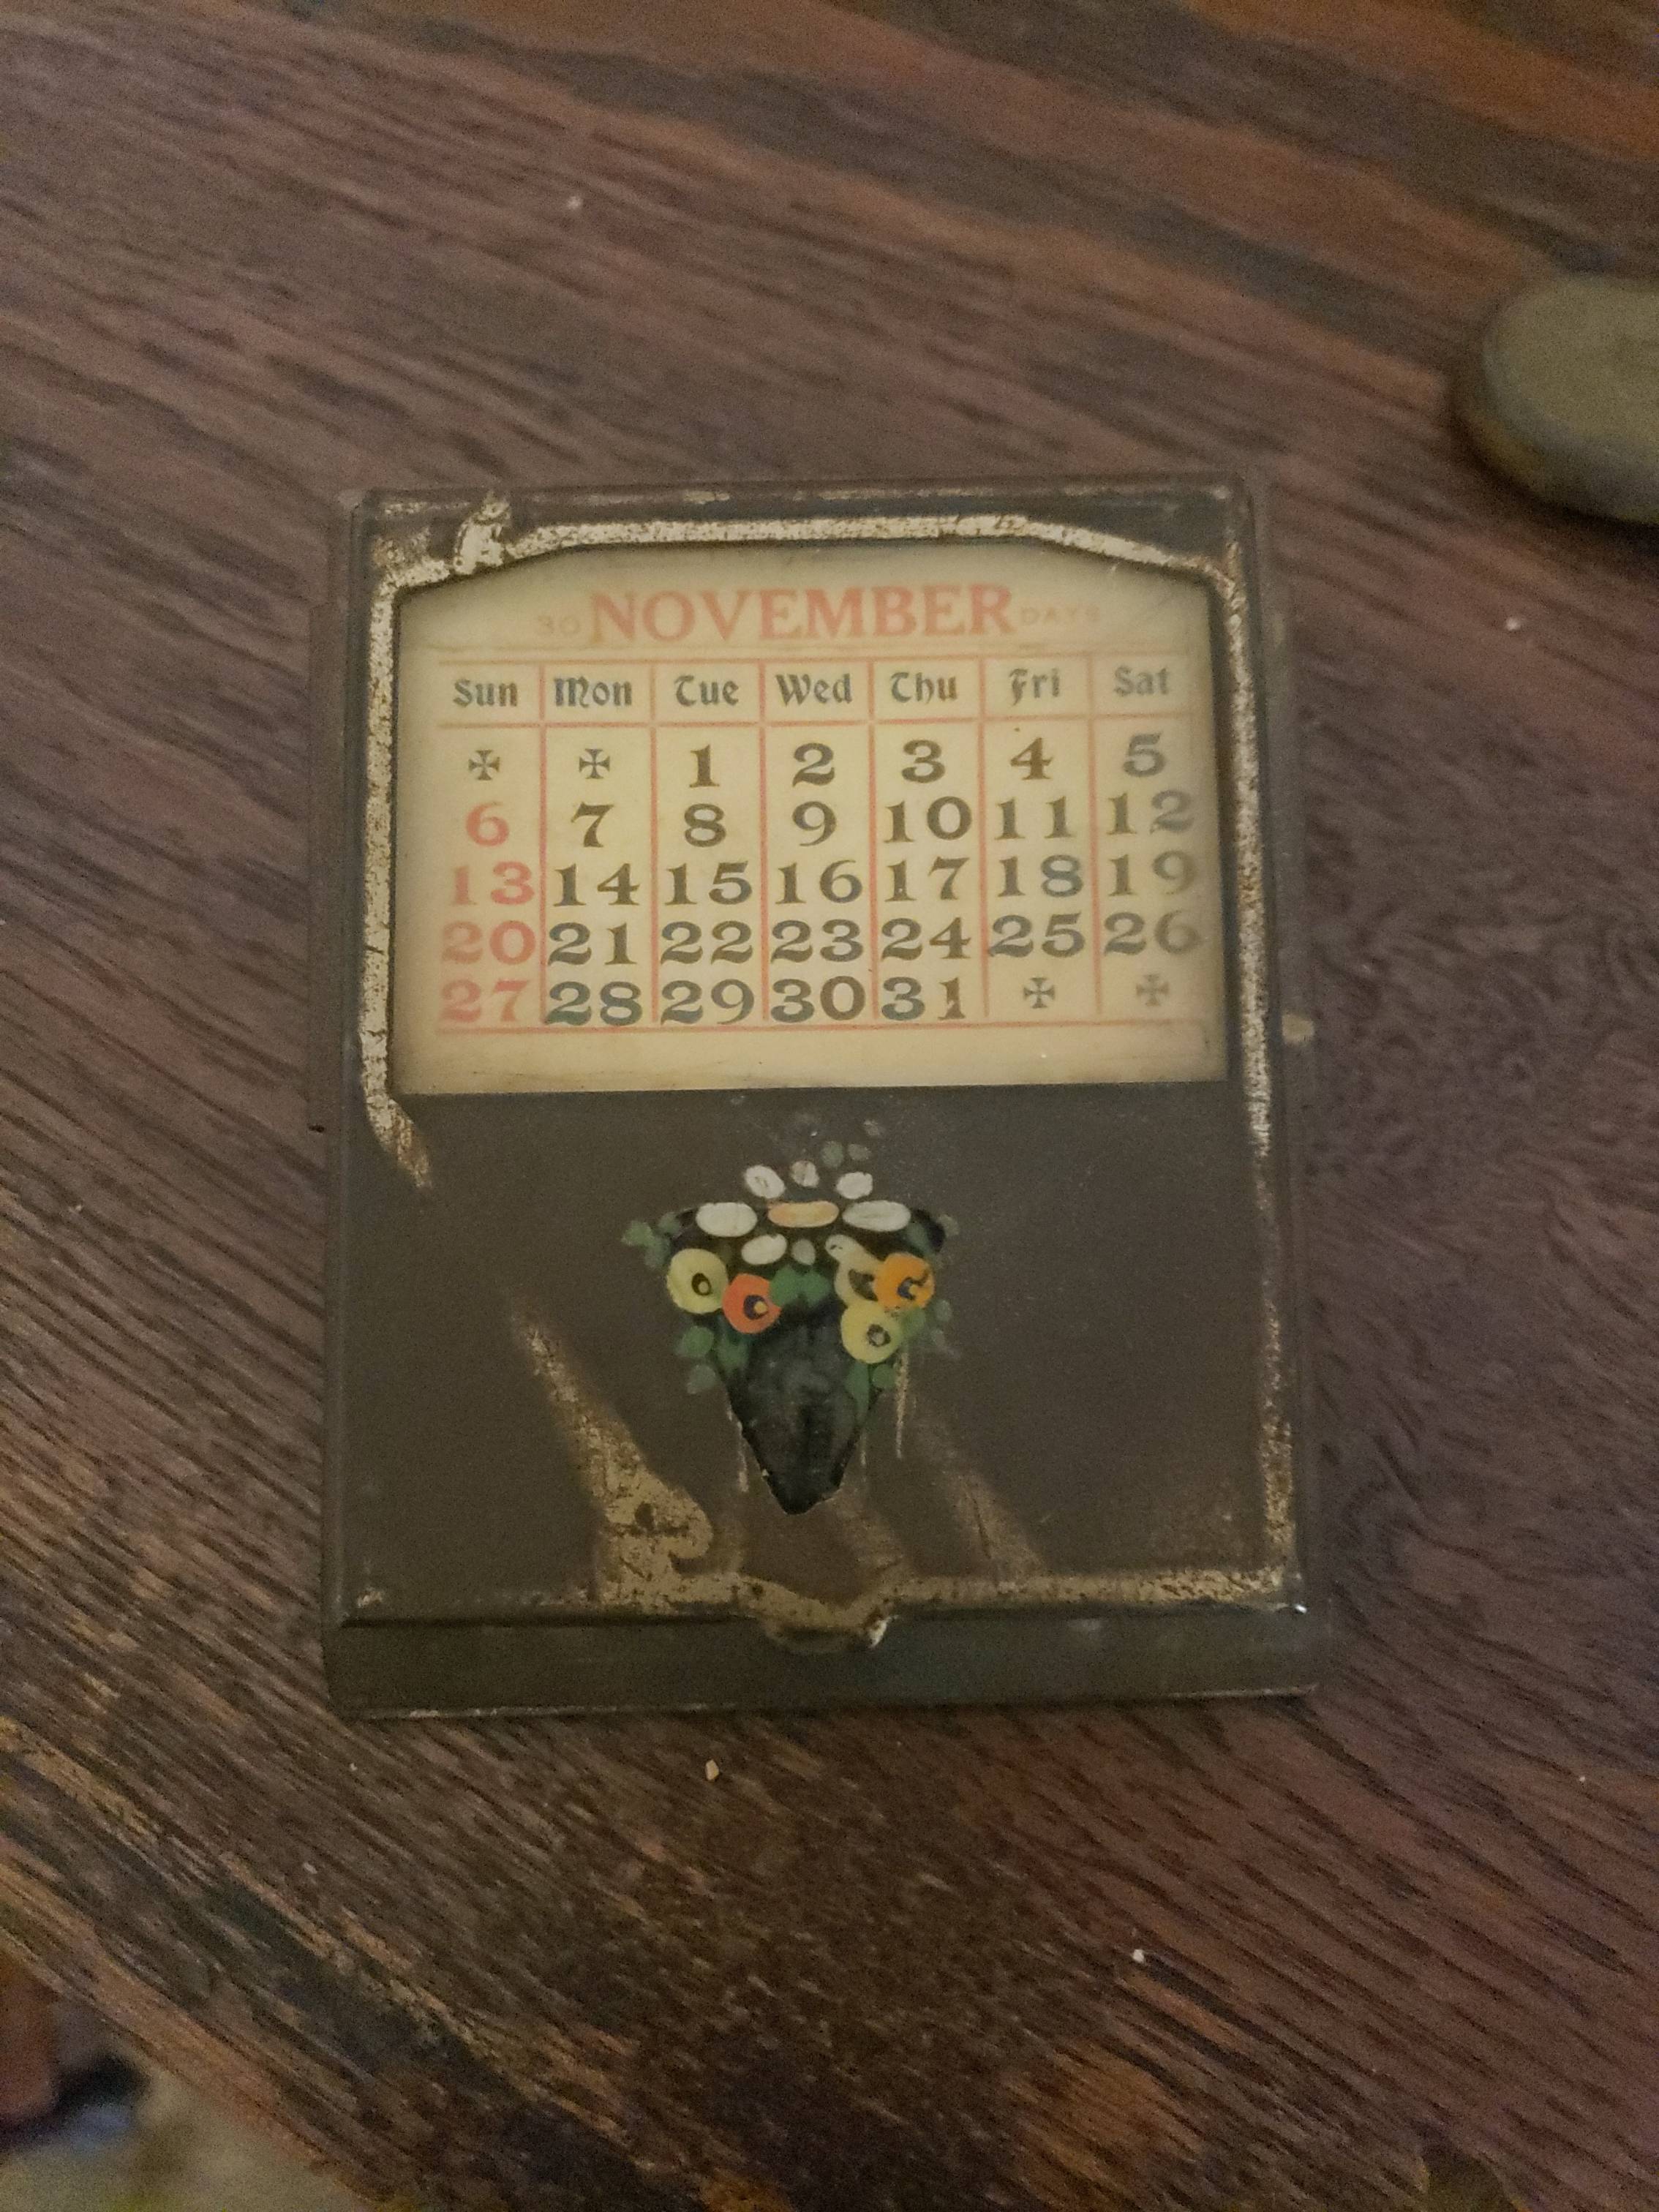 30 NOVEMBER DAYS
Sun Mon Tue Wed Thu Fri Sat
✠ ✠ 1 2 3 4 5
6 7 8 9 10 11 12
13 14 15 16 17 18 19
20 21 22 23 24 25 26
27 28 29 30 31 ✠ ✠